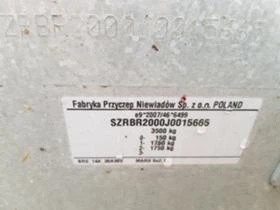 SZRBR2000J0015665
Fabryka Przyczep Niewiadów Sp. z o.o. POLAND
e9*2007/46*6499
SZRBR2000J0015665
3500 kg
0- 150 kg
1- 1750 kg
2- 1750 kg